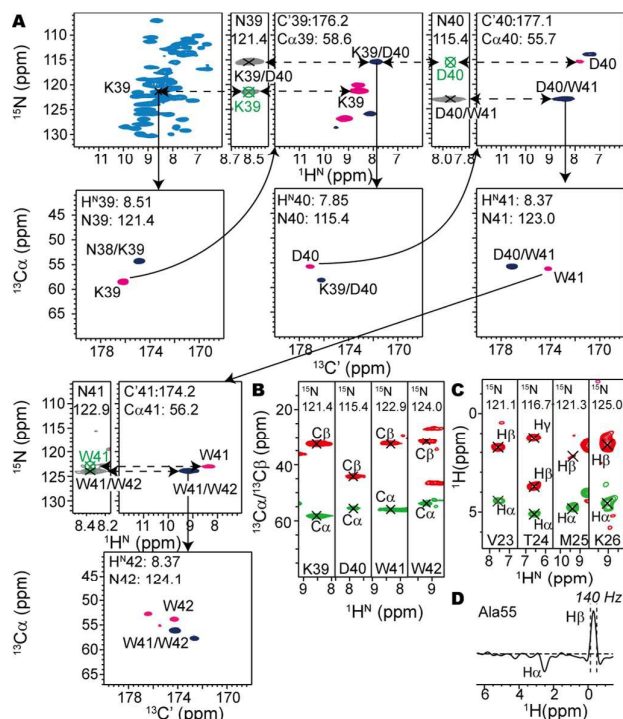 A
N39
121.4
C'39:176.2
Cα39: 58.6
N40
115.4
C'40:177.1
Cα40: 55.7
¹⁵N (ppm)
110
115
120
125
130
K39
K39/D40
K39
K39/D40
K39
D40
D40/W41
D40
D40/W41
11 10 9 8 7
8.7 8.5
11 10 9 8 7
8.0 7.8
11 10 9 8 7
¹Hᴺ (ppm)
Hᴺ39: 8.51
N39: 121.4
Hᴺ40: 7.85
N40: 115.4
Hᴺ41: 8.37
N41: 123.0
¹³Cα (ppm)
45
50
55
60
65
N38/K39
K39
D40
K39/D40
D40/W41
W41
178 174 170
178 174 170
178 174 170
¹³C' (ppm)
N41
122.9
C'41:174.2
Cα41: 56.2
¹⁵N (ppm)
110
115
120
125
130
W41
W41/W42
W41
W41/W42
8.4 8.2
11 10 9 8
¹Hᴺ (ppm)
Hᴺ42: 8.37
N42: 124.1
¹³Cα (ppm)
45
50
55
60
65
W42
W41/W42
178 174 170
¹³C' (ppm)
B
¹⁵N ¹⁵N ¹⁵N ¹⁵N
121.4 115.4 122.9 124.0
¹³Cα/¹³Cβ (ppm)
20
40
60
Cβ Cβ Cβ Cβ
Cα Cα Cα Cα
K39 D40 W41 W42
9 8 9 9
¹Hᴺ (ppm)
C
¹⁵N ¹⁵N ¹⁵N ¹⁵N
121.1 116.7 121.3 125.0
¹H(ppm)
0
5
Hβ Hγ Hβ Hβ Hβ
Hα Hα Hα Hα
V23 T24 M25 K26
8 7 8 7 6 10 9 8 9
¹Hᴺ (ppm)
D
140 Hz
Ala55
Hβ
Hα
6 4 2 0
¹H(ppm)